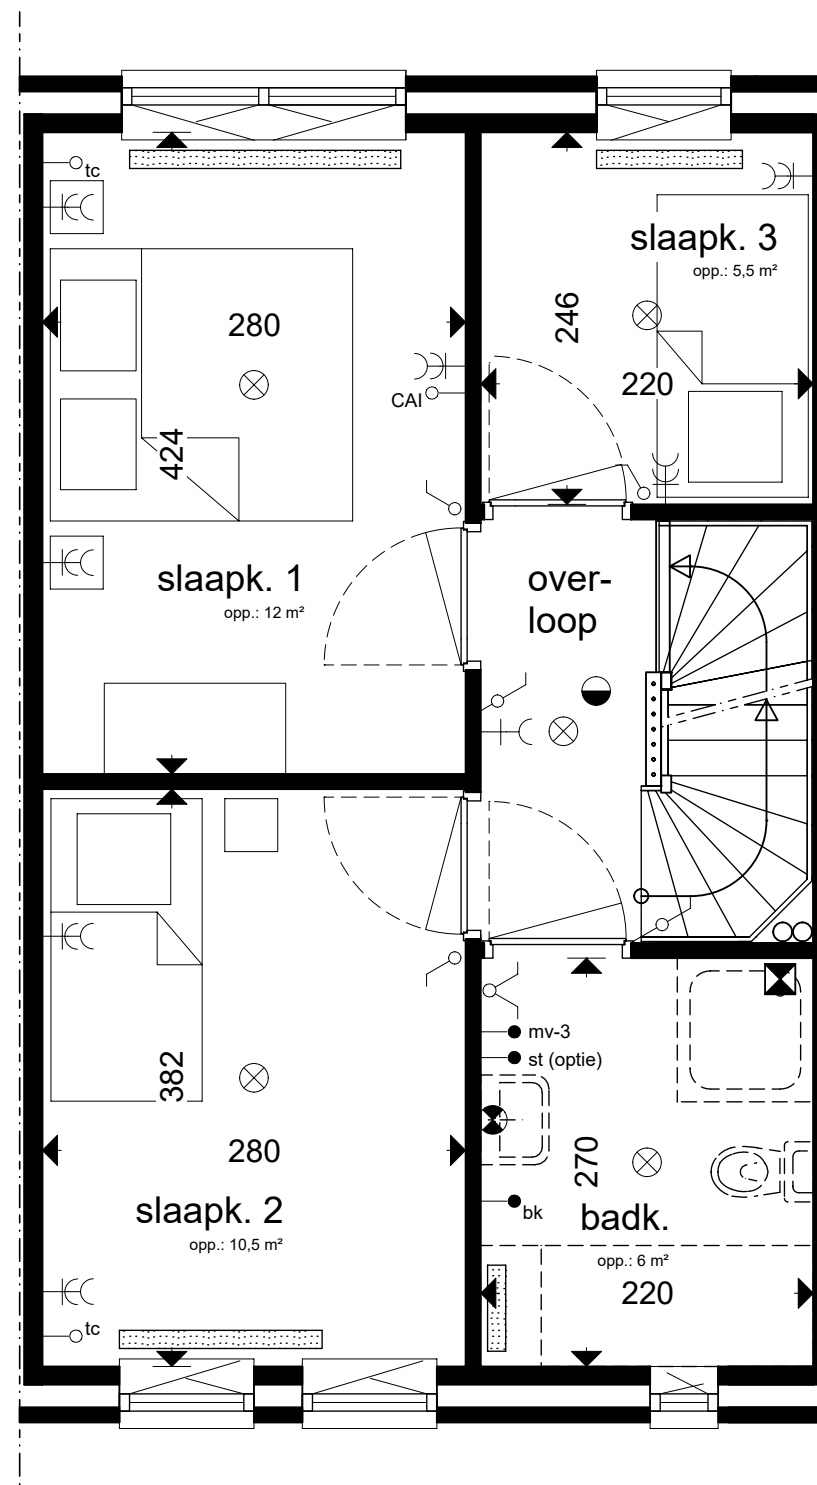 tc
slaapk. 3
opp.: 5,5 m²
280
246
220
CAI
424
slaapk. 1
opp.: 12 m²
over-
loop
mv-3
st (optie)
382
280
270
slaapk. 2
opp.: 10,5 m²
bk
badk.
opp.: 6 m²
220
tc